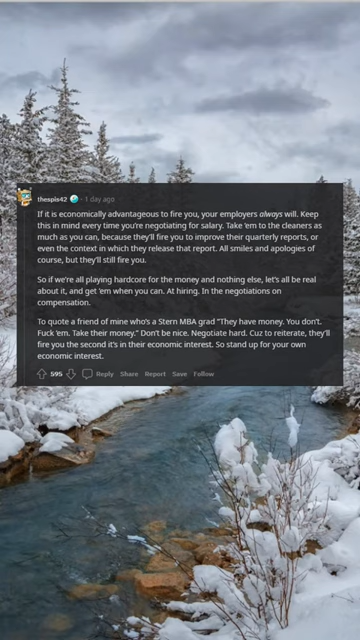 thespis42 · 1 day ago
If it is economically advantageous to fire you, your employers always will. Keep
this in mind every time you're negotiating for salary. Take 'em to the cleaners as
much as you can, because they'll fire you to improve their quarterly reports, or
even the context in which they release that report. All smiles and apologies of
course, but they'll still fire you.
So if we're all playing hardcore for the money and nothing else, let's all be real
about it, and get 'em when you can. At hiring. In the negotiations on
compensation.
To quote a friend of mine who's a Stern MBA grad "They have money. You don't.
Fuck 'em. Take their money." Don't be nice. Negotiate hard. Cuz to reiterate, they'll
fire you the second it's in their economic interest. So stand up for your own
economic interest.
595 Reply Share Report Save Follow